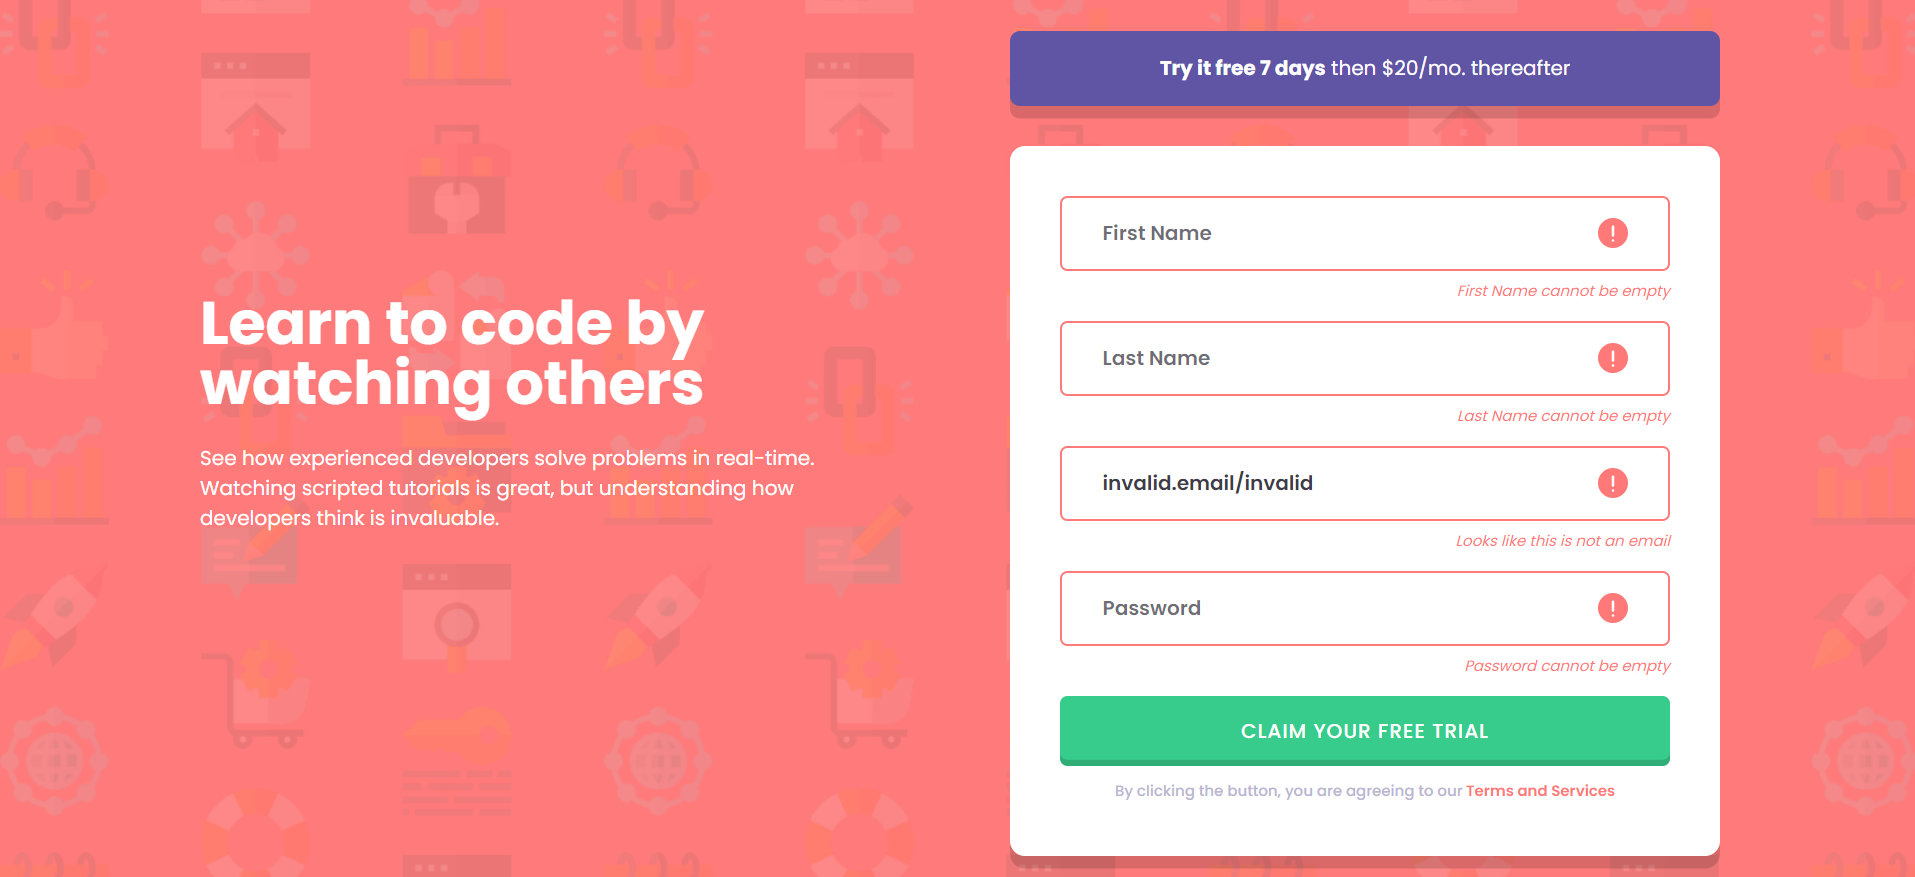 Learn to code by
watching others
See how experienced developers solve problems in real-time.
Watching scripted tutorials is great, but understanding how
developers think is invaluable.
Try it free 7 days then $20/mo. thereafter
First Name
First Name cannot be empty
Last Name
Last Name cannot be empty
invalid.email/invalid
Looks like this is not an email
Password
Password cannot be empty
CLAIM YOUR FREE TRIAL
By clicking the button, you are agreeing to our Terms and Services